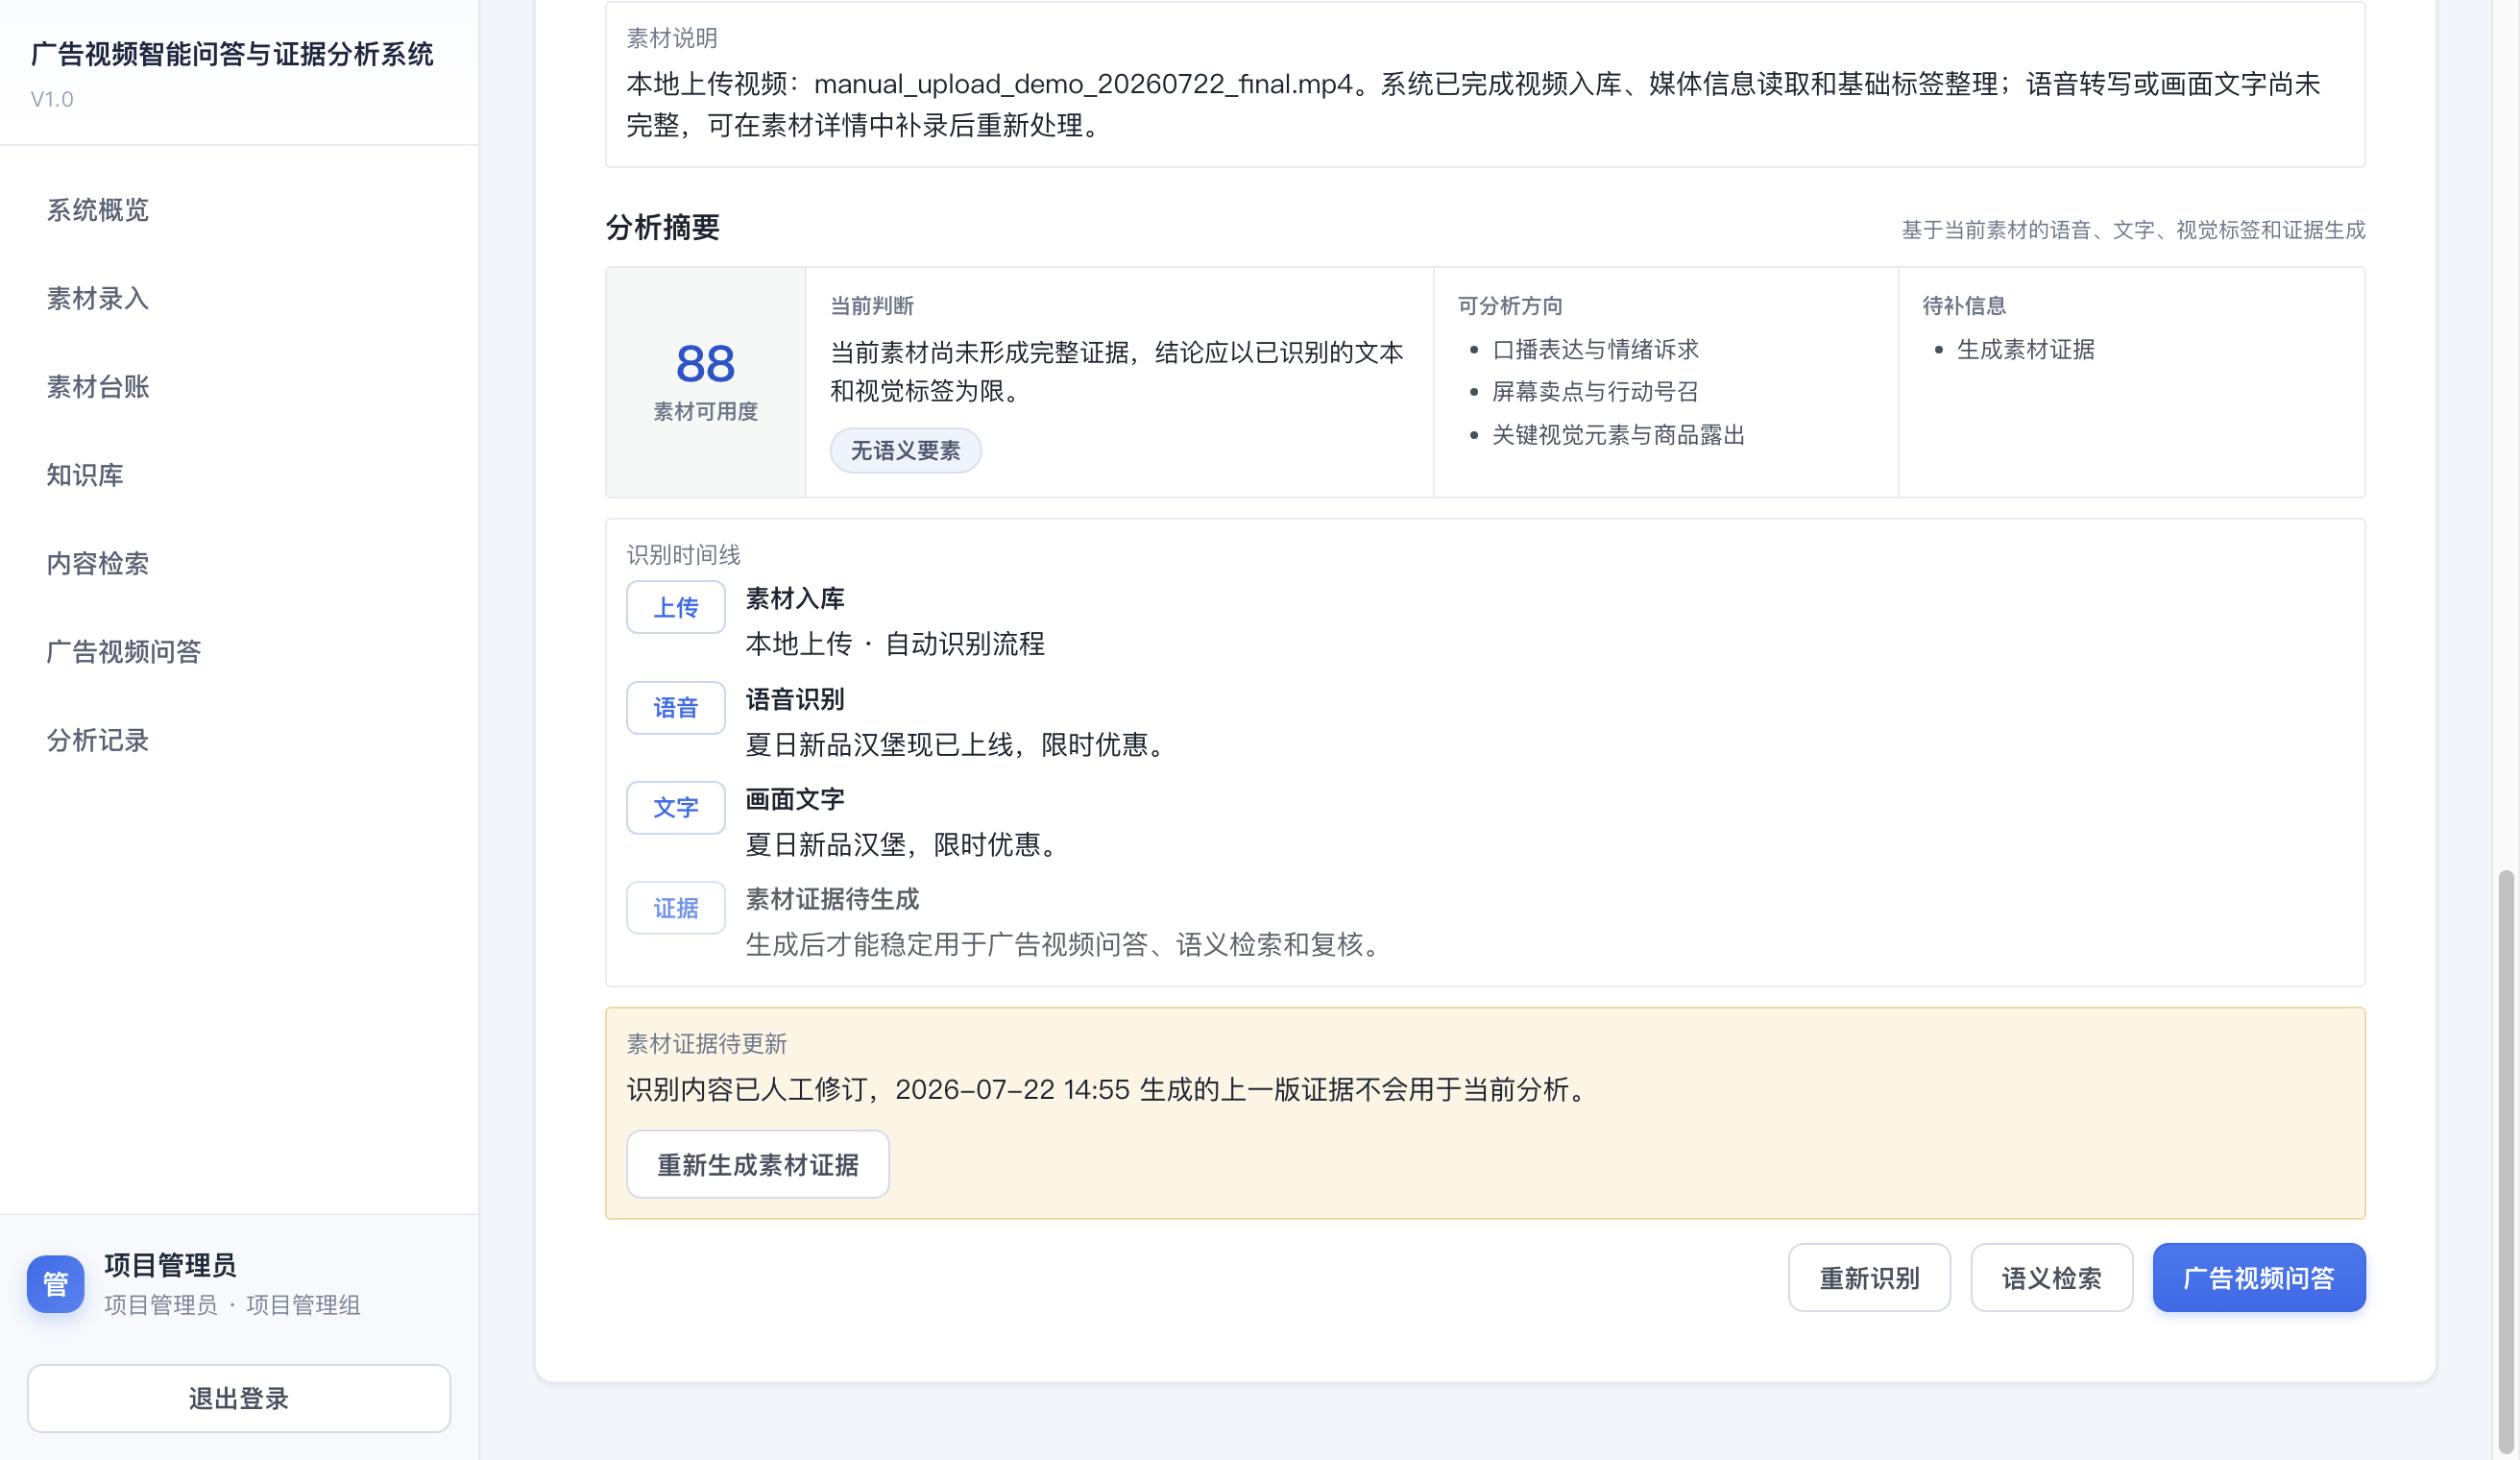 广告视频智能问答与证据分析系统
V1.0
系统概览
素材录入
素材台账
知识库
内容检索
广告视频问答
分析记录
管
项目管理员
项目管理员 · 项目管理组
退出登录
素材说明
本地上传视频：manual_upload_demo_20260722_final.mp4。系统已完成视频入库、媒体信息读取和基础标签整理；语音转写或画面文字尚未
完整，可在素材详情中补录后重新处理。
分析摘要
基于当前素材的语音、文字、视觉标签和证据生成
88
素材可用度
当前判断
当前素材尚未形成完整证据，结论应以已识别的文本
和视觉标签为限。
无语义要素
可分析方向
• 口播表达与情绪诉求
• 屏幕卖点与行动号召
• 关键视觉元素与商品露出
待补信息
• 生成素材证据
识别时间线
上传
素材入库
本地上传 · 自动识别流程
语音
语音识别
夏日新品汉堡现已上线，限时优惠。
文字
画面文字
夏日新品汉堡，限时优惠。
证据
素材证据待生成
生成后才能稳定用于广告视频问答、语义检索和复核。
素材证据待更新
识别内容已人工修订，2026-07-22 14:55 生成的上一版证据不会用于当前分析。
重新生成素材证据
重新识别
语义检索
广告视频问答